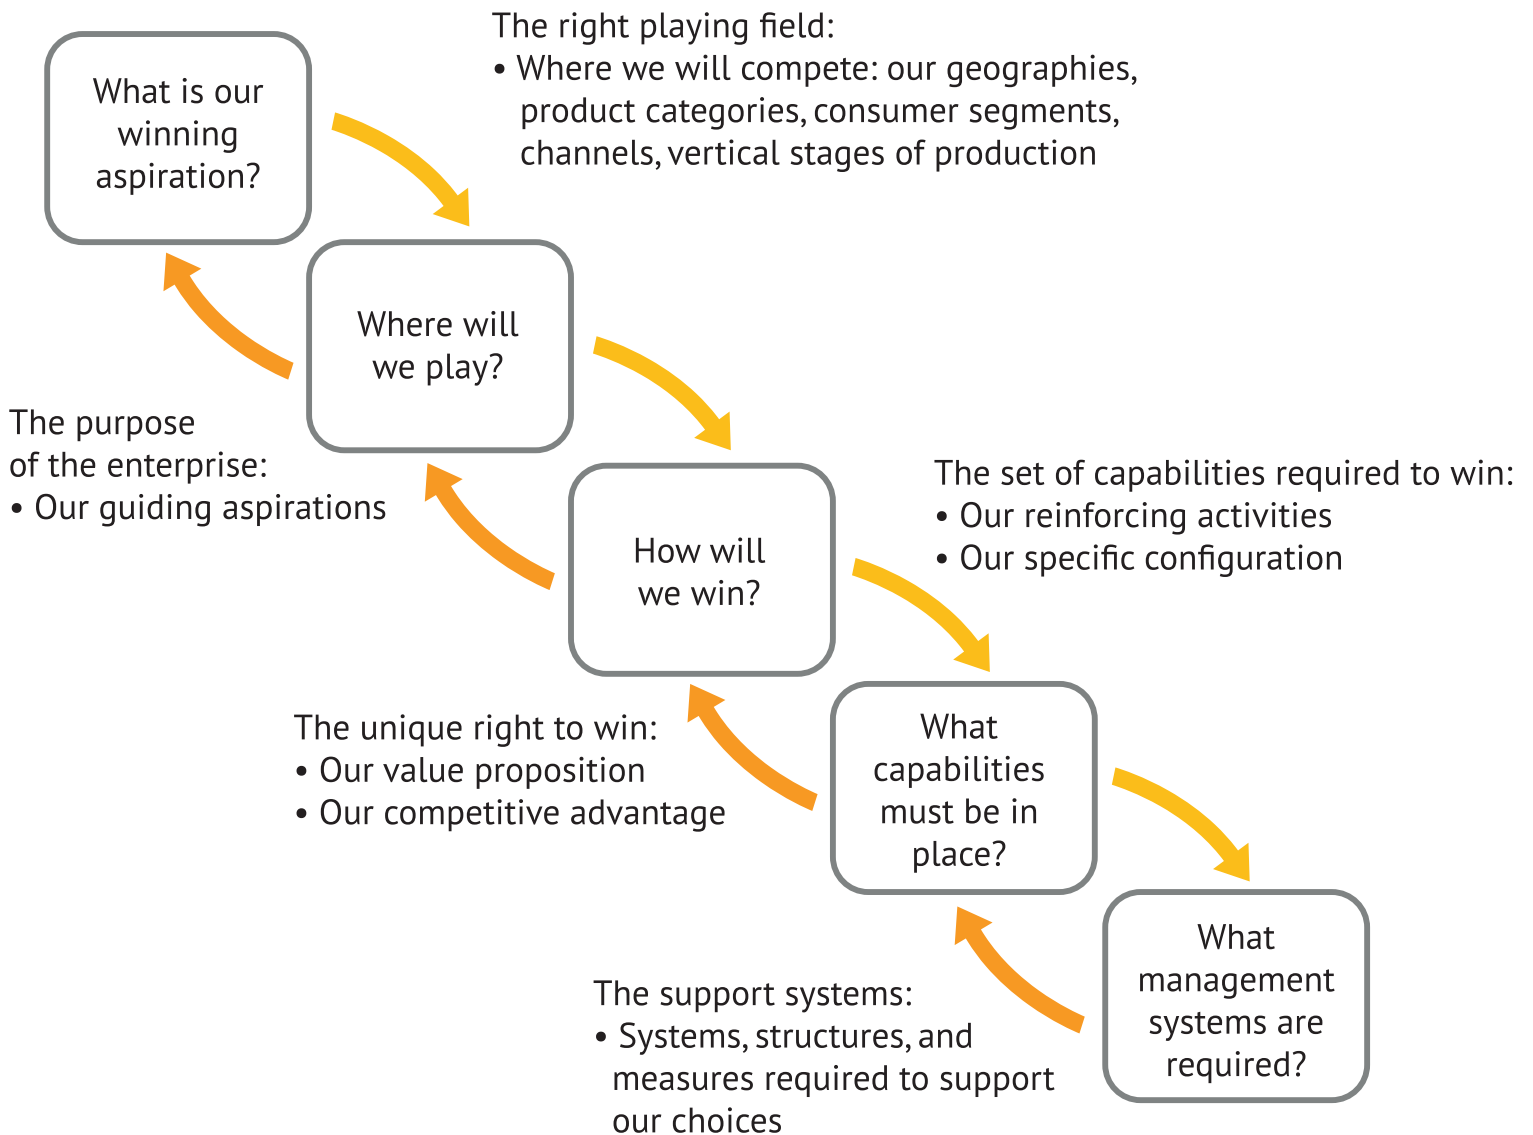 What is our
winning
aspiration?
The right playing field:
• Where we will compete: our geographies,
product categories, consumer segments,
channels, vertical stages of production
Where will
we play?
The purpose
of the enterprise:
• Our guiding aspirations
How will
we win?
The set of capabilities required to win:
• Our reinforcing activities
• Our specific configuration
The unique right to win:
• Our value proposition
• Our competitive advantage
What
capabilities
must be in
place?
What
management
systems are
required?
The support systems:
• Systems, structures, and
measures required to support
our choices